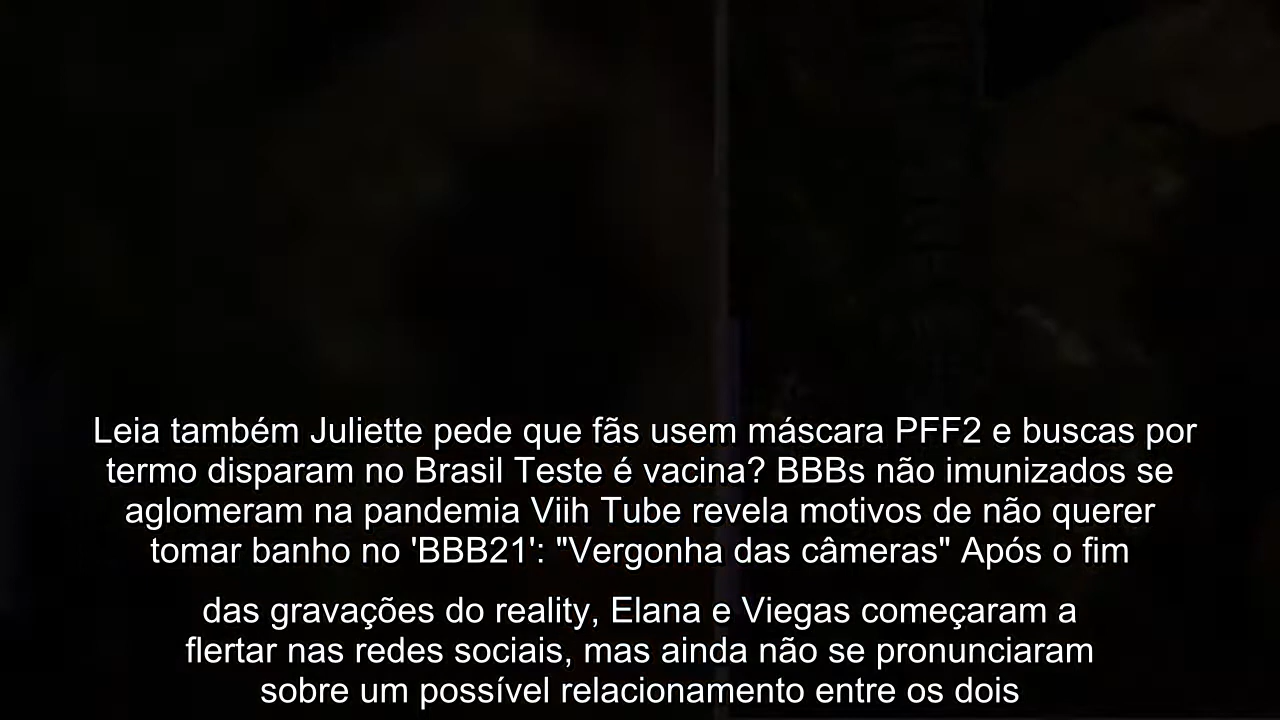 Leia também Juliette pede que fãs usem máscara PFF2 e buscas por
termo disparam no Brasil Teste é vacina? BBBs não imunizados se
aglomeram na pandemia Viih Tube revela motivos de não querer
tomar banho no 'BBB21': "Vergonha das câmeras" Após o fim
das gravações do reality, Elana e Viegas começaram a
flertar nas redes sociais, mas ainda não se pronunciaram
sobre um possível relacionamento entre os dois